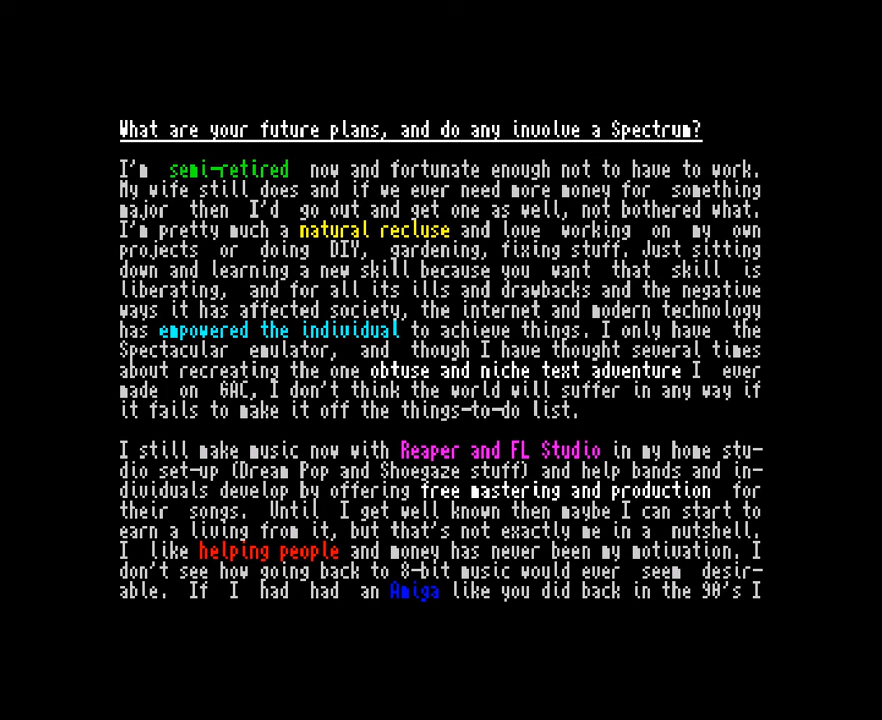 What are your future plans, and do any involve a Spectrum?
I'm semi-retired now and fortunate enough not to have to work.
My wife still does and if we ever need more money for something
major then I'd go out and get one as well, not bothered what.
I'm pretty much a natural recluse and love working on my own
projects or doing DIY, gardening, fixing stuff. Just sitting
down and learning a new skill because you want that skill is
liberating, and for all its ills and drawbacks and the negative
ways it has affected society, the internet and modern technology
has empowered the individual to achieve things. I only have the
Spectacular emulator, and though I have thought several times
about recreating the one obtuse and niche text adventure I ever
made on GAC, I don't think the world will suffer in any way if
it fails to make it off the things-to-do list.
I still make music now with Reaper and FL Studio in my home stu-
dio set-up (Dream Pop and Shoegaze stuff) and help bands and in-
dividuals develop by offering free mastering and production for
their songs. Until I get well known then maybe I can start to
earn a living from it, but that's not exactly me in a nutshell.
I like helping people and money has never been my motivation. I
don't see how going back to 8-bit music would ever seem desir-
able. If I had had an Amiga like you did back in the 90's I